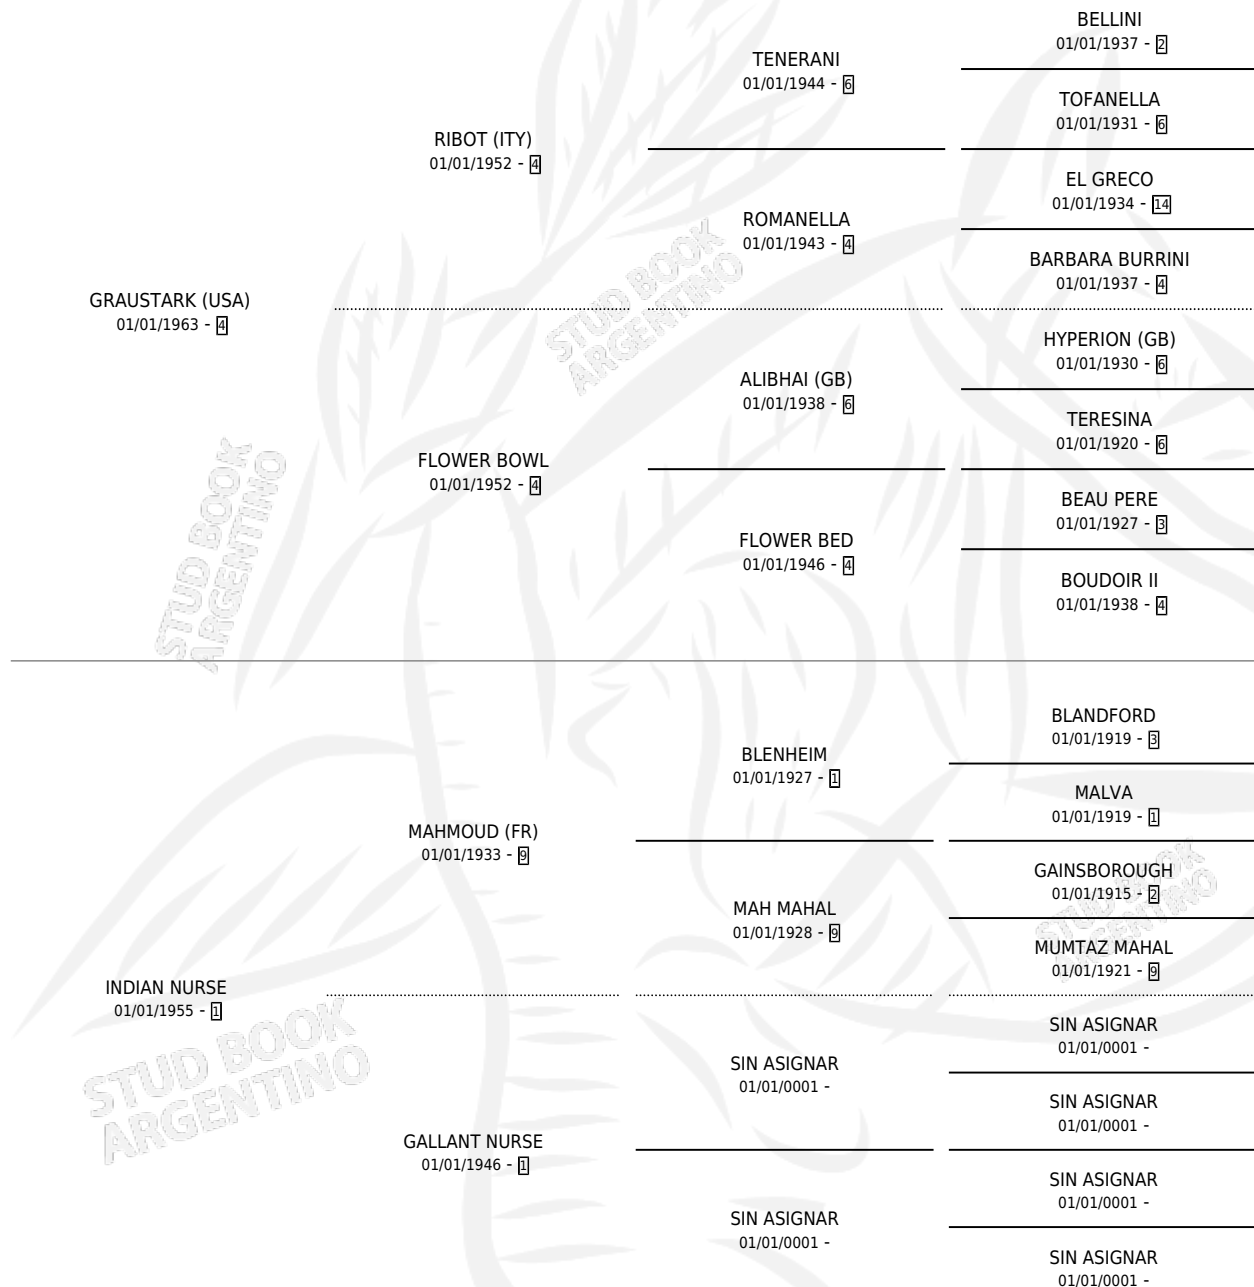 BELLINI
01/01/1937 - 2
TENERANI
01/01/1944 - 6
TOFANELLA
01/01/1931 - 6
RIBOT (ITY)
01/01/1952 - 4
EL GRECO
01/01/1934 - 14
ROMANELLA
01/01/1943 - 4
BARBARA BURRINI
01/01/1937 - 4
GRAUSTARK (USA)
01/01/1963 - 4
STUD BOOK
ARGENTINO
HYPERION (GB)
01/01/1930 - 6
ALIBHAI (GB)
01/01/1938 - 6
TERESINA
01/01/1920 - 6
FLOWER BOWL
01/01/1952 - 4
BEAU PERE
01/01/1927 - 3
FLOWER BED
01/01/1946 - 4
BOUDOIR II
01/01/1938 - 4
STUD BOOK
ARGENTINO
BLANDFORD
01/01/1919 - 3
BLENHEIM
01/01/1927 - 1
MALVA
01/01/1919 - 1
MAHMOUD (FR)
01/01/1933 - 9
GAINSBOROUGH
01/01/1915 - 2
MAH MAHAL
01/01/1928 - 9
STUD BOOK
ARGENTINO
MUMTAZ MAHAL
01/01/1921 - 9
INDIAN NURSE
01/01/1955 - 1
SIN ASIGNAR
01/01/0001 -
SIN ASIGNAR
01/01/0001 -
STUD BOOK
ARGENTINO
SIN ASIGNAR
01/01/0001 -
GALLANT NURSE
01/01/1946 - 1
SIN ASIGNAR
01/01/0001 -
SIN ASIGNAR
01/01/0001 -
SIN ASIGNAR
01/01/0001 -